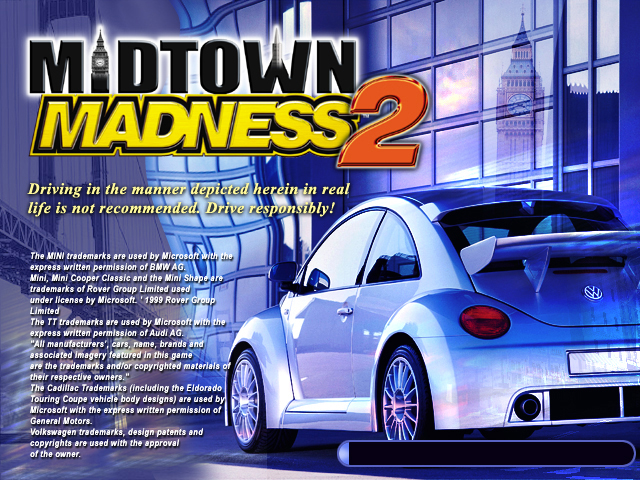 MIDTOWN
MADNESS 2
Driving in the manner depicted herein in real
life is not recommended. Drive responsibly!
The MINI trademarks are used by Microsoft with the
express written permission of BMW AG.
Mini, Mini Cooper Classic and the Mini Shape are
trademarks of Rover Group Limited used
under license by Microsoft. ' 1999 Rover Group
Limited
The TT trademarks are used by Microsoft with the
express written permission of Audi AG.
"All manufacturers', cars, name, brands and
associated imagery featured in this game
are the trademarks and/or copyrighted materials of
their respective owners."
The Cadillac Trademarks (including the Eldorado
Touring Coupe vehicle body designs) are used by
Microsoft with the express written permission of
General Motors.
Volkswagen trademarks, design patents and
copyrights are used with the approval
of the owner.